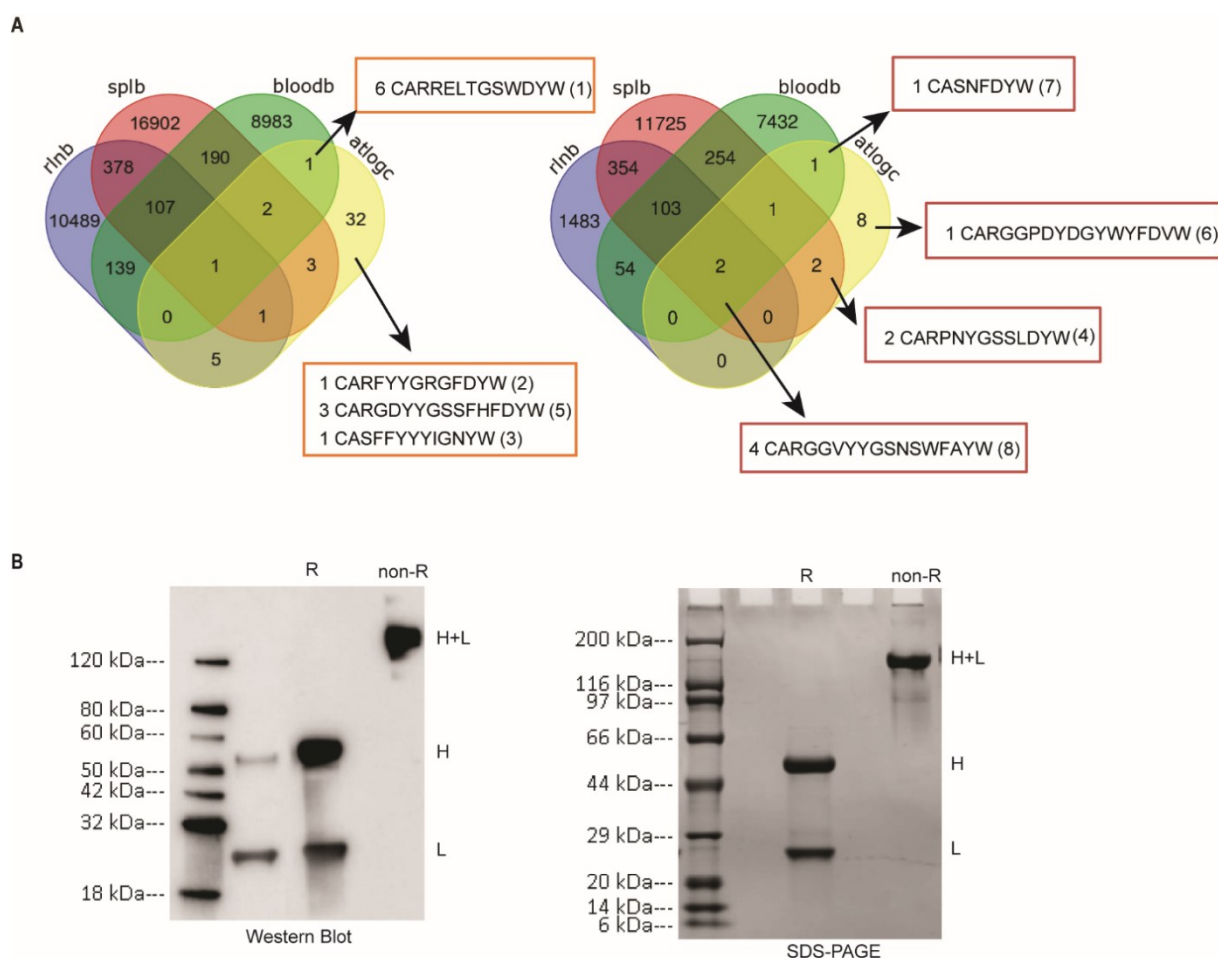 A
splb
bloodb
rlnb
atlogc
16902
8983
10489
378
190
1
107
2
32
139
1
3
0
1
5
6 CARRELTGSWDYW (1)
1 CARFYYGRGFDYW (2)
3 CARGDYYGSSFHFDYW (5)
1 CASFFYYYIGNYW (3)
splb
bloodb
rlnb
atlogc
11725
7432
1483
354
254
1
103
1
8
54
2
2
0
0
0
1 CASNFDYW (7)
1 CARGGPDYDGYWYFDVW (6)
2 CARPNYGSSLDYW (4)
4 CARGGVYYGSNSWFAYW (8)
B
R
non-R
120 kDa---
80 kDa---
60 kDa---
50 kDa---
42 kDa---
32 kDa---
18 kDa---
H+L
H
L
Western Blot
R
non-R
200 kDa---
116 kDa---
97 kDa---
66 kDa---
44 kDa---
29 kDa---
20 kDa---
14 kDa---
6 kDa---
H+L
H
L
SDS-PAGE